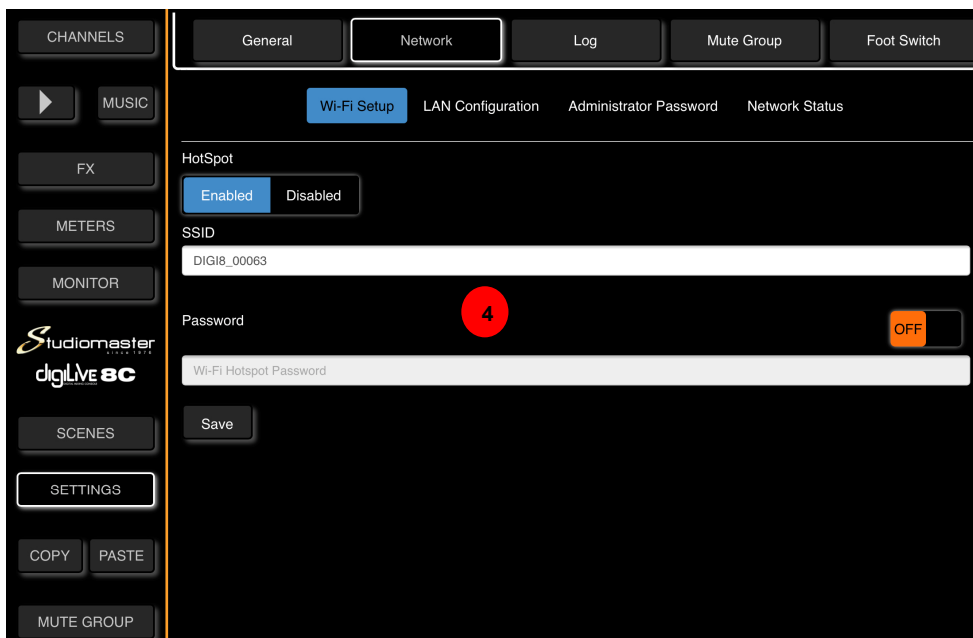 CHANNELS
General
Network
Log
Mute Group
Foot Switch
MUSIC
Wi-Fi Setup
LAN Configuration
Administrator Password
Network Status
HotSpot
FX
Enabled
Disabled
METERS
SSID
DIGI8_00063
MONITOR
4
Password
OFF
Studiomaster
SINCE 1976
digiLiVE 8C
Wi-Fi Hotspot Password
Save
SCENES
SETTINGS
COPY
PASTE
MUTE GROUP